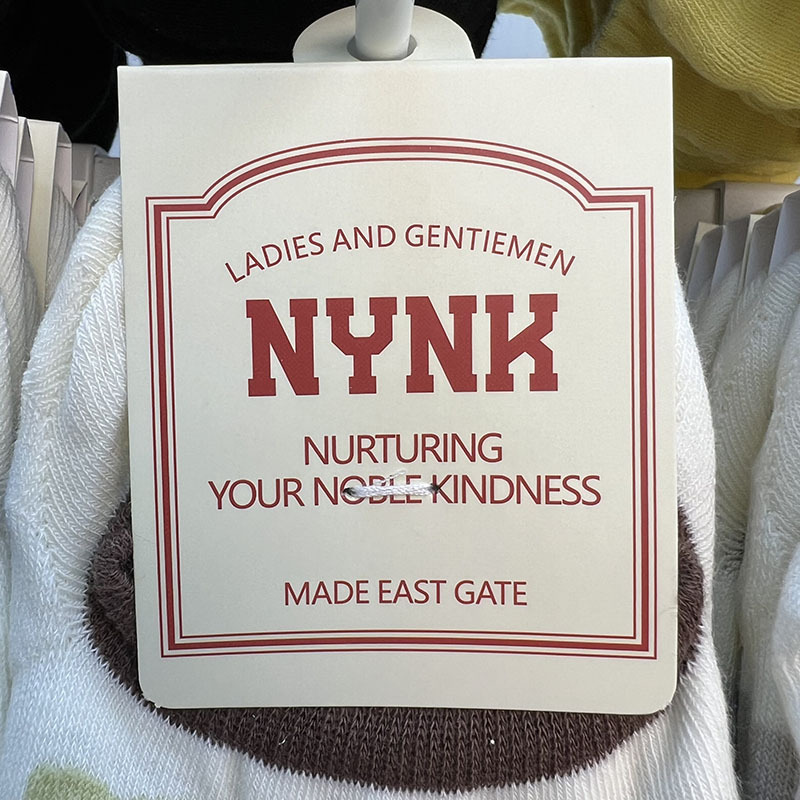 LADIES AND GENTIEMEN
NYNK
NURTURING
YOUR NOBLE KINDNESS
MADE EAST GATE